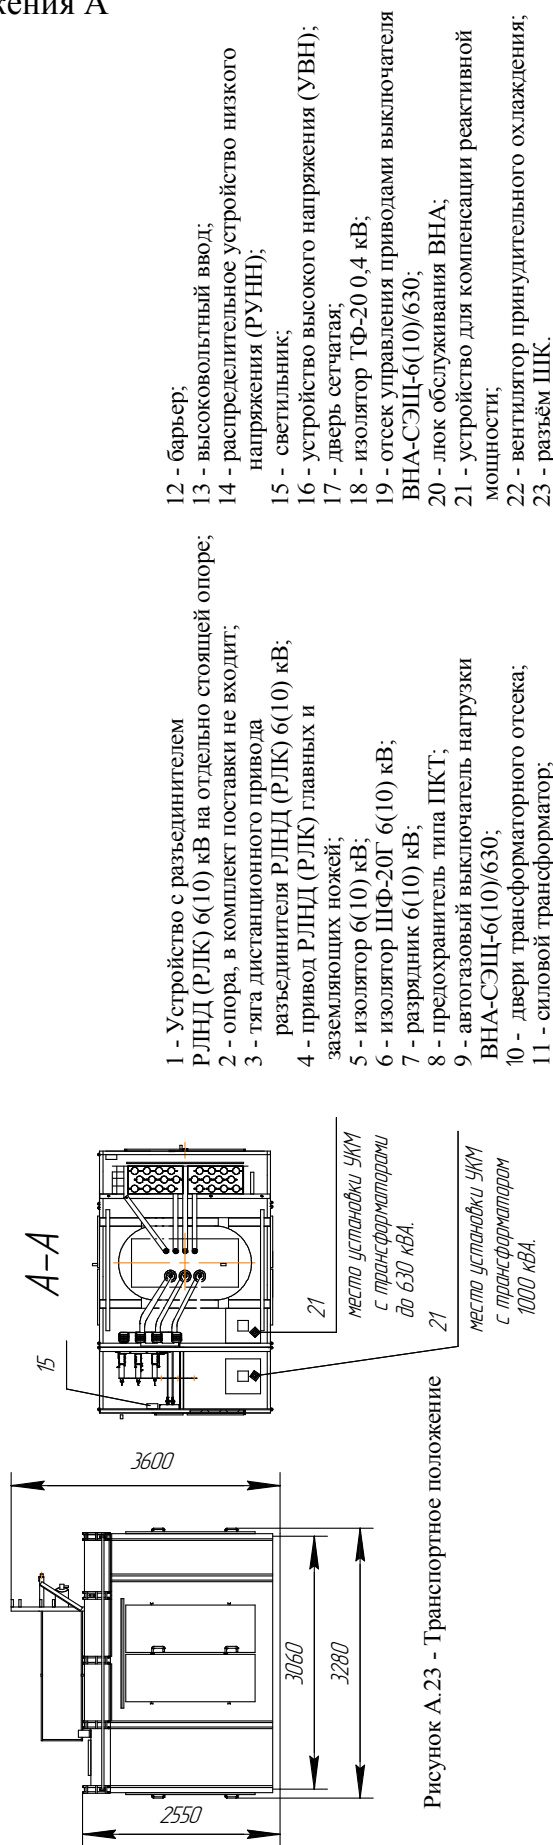 жения А
3600
2550
3060
3280
Рисунок А.23 - Транспортное положение
А-А
15
21
место установки УКМ
с трансформаторами
до 630 кВА.
21
место установки УКМ
с трансформатором
1000 кВА.
1 - Устройство с разъединителем
РЛНД (РЛК) 6(10) кВ на отдельно стоящей опоре;
2 - опора, в комплект поставки не входит;
3 - тяга дистанционного привода
разъединителя РЛНД (РЛК) 6(10) кВ;
4 - привод РЛНД (РЛК) главных и
заземляющих ножей;
5 - изолятор 6(10) кВ;
6 - изолятор ШФ-20Г 6(10) кВ;
7 - разрядник 6(10) кВ;
8 - предохранитель типа ПКТ;
9 - автогазовый выключатель нагрузки
ВНА-СЭЩ-6(10)/630;
10 - двери трансформаторного отсека;
11 - силовой трансформатор;
12 - барьер;
13 - высоковольтный ввод;
14 - распределительное устройство низкого
напряжения (РУНН);
15 - светильник;
16 - устройство высокого напряжения (УВН);
17 - дверь сетчатая;
18 - изолятор ТФ-20 0,4 кВ;
19 - отсек управления приводами выключателя
ВНА-СЭЩ-6(10)/630;
20 - люк обслуживания ВНА;
21 - устройство для компенсации реактивной
мощности;
22 - вентилятор принудительного охлаждения;
23 - разъём ШК.